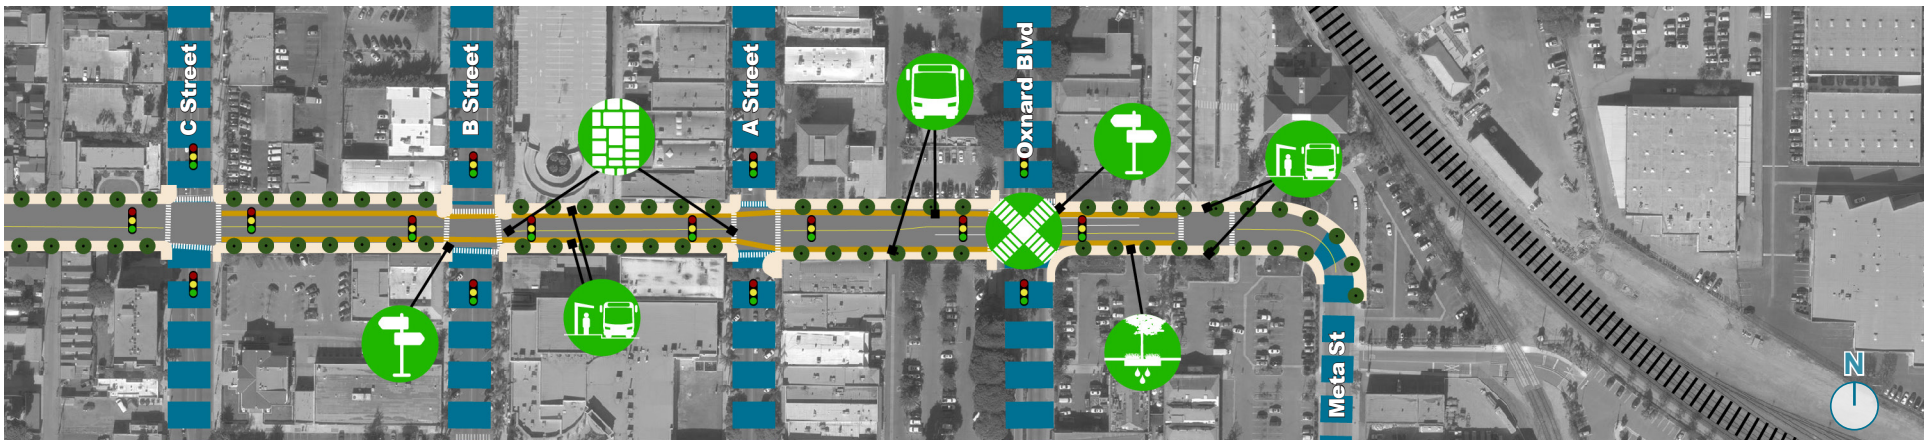 C Street
B Street
A Street
Oxnard Blvd
Meta St
N